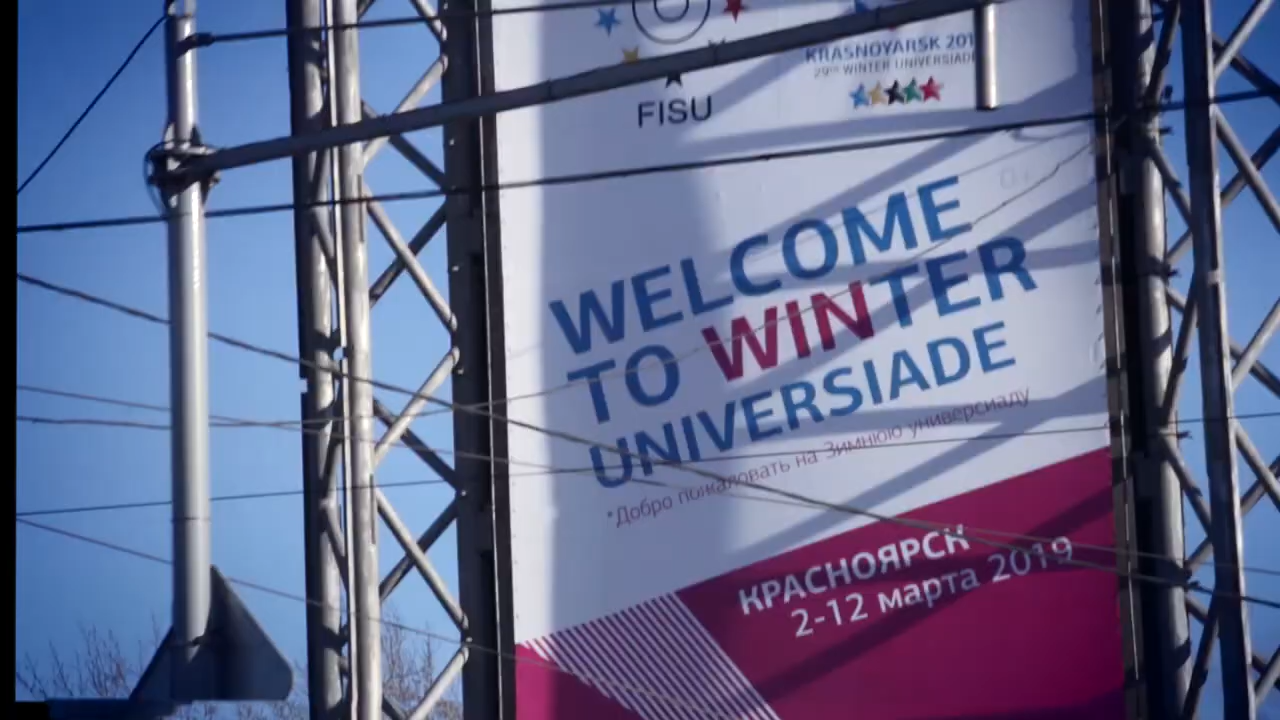 FISU
KRASNOYARSK 201
29TH WINTER UNIVERSIADE
WELCOME
TO WINTER
UNIVERSIADE
*Добро пожаловать на Зимнюю универсиаду
КРАСНОЯРСК
2-12 марта 2019